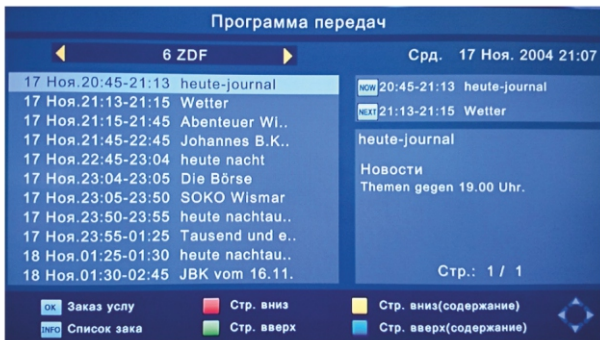 Программа передач
6 ZDF
Срд. 17 Ноя. 2004 21:07
17 Ноя.20:45-21:13 heute-journal
17 Ноя.21:13-21:15 Wetter
17 Ноя.21:15-21:45 Abenteuer Wi..
17 Ноя.21:45-22:45 Johannes B.K..
17 Ноя.22:45-23:04 heute nacht
17 Ноя.23:04-23:05 Die Börse
17 Ноя.23:05-23:50 SOKO Wismar
17 Ноя.23:50-23:55 heute nachtau..
17 Ноя.23:55-01:25 Tausend und e..
18 Ноя.01:25-01:30 heute nachtau..
18 Ноя.01:30-02:45 JBK vom 16.11.
NOW 20:45-21:13 heute-journal
NEXT 21:13-21:15 Wetter
heute-journal
Новости
Themen gegen 19.00 Uhr.
Стр.: 1 / 1
OK Заказ услу
Стр. вниз
Стр. вниз(содержание)
INFO Список зака
Стр. вверх
Стр. вверх(содержание)